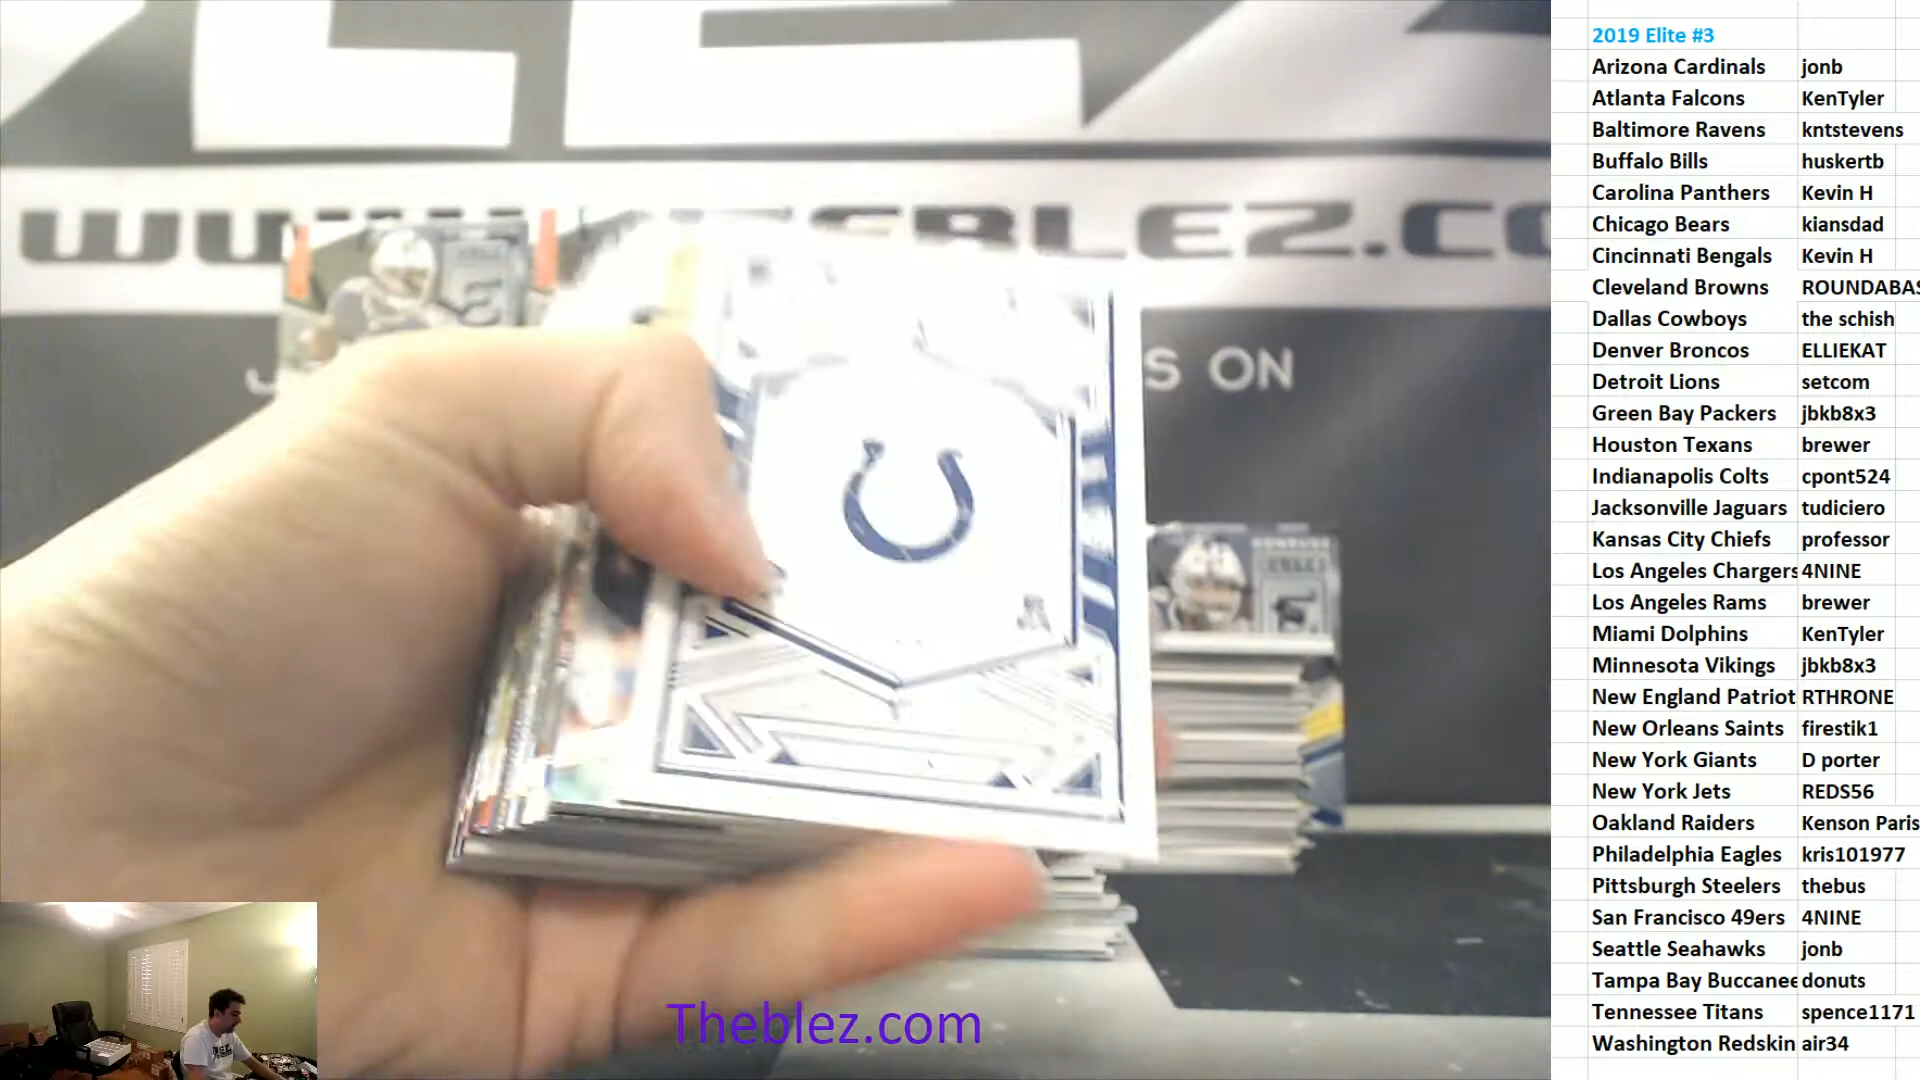 WWW.THEBLEZ.CO
S ON
2019 Elite #3
Arizona Cardinals jonb
Atlanta Falcons KenTyler
Baltimore Ravens kntstevens
Buffalo Bills huskertb
Carolina Panthers Kevin H
Chicago Bears kiansdad
Cincinnati Bengals Kevin H
Cleveland Browns ROUNDABAS
Dallas Cowboys the schish
Denver Broncos ELLIEKAT
Detroit Lions setcom
Green Bay Packers jbkb8x3
Houston Texans brewer
Indianapolis Colts cpont524
Jacksonville Jaguars tudiciero
Kansas City Chiefs professor
Los Angeles Chargers 4NINE
Los Angeles Rams brewer
Miami Dolphins KenTyler
Minnesota Vikings jbkb8x3
New England Patriot RTHRONE
New Orleans Saints firestik1
New York Giants D porter
New York Jets REDS56
Oakland Raiders Kenson Paris
Philadelphia Eagles kris101977
Pittsburgh Steelers thebus
San Francisco 49ers 4NINE
Seattle Seahawks jonb
Tampa Bay Buccanee donuts
Tennessee Titans spence1171
Washington Redskin air34
Theblez.com